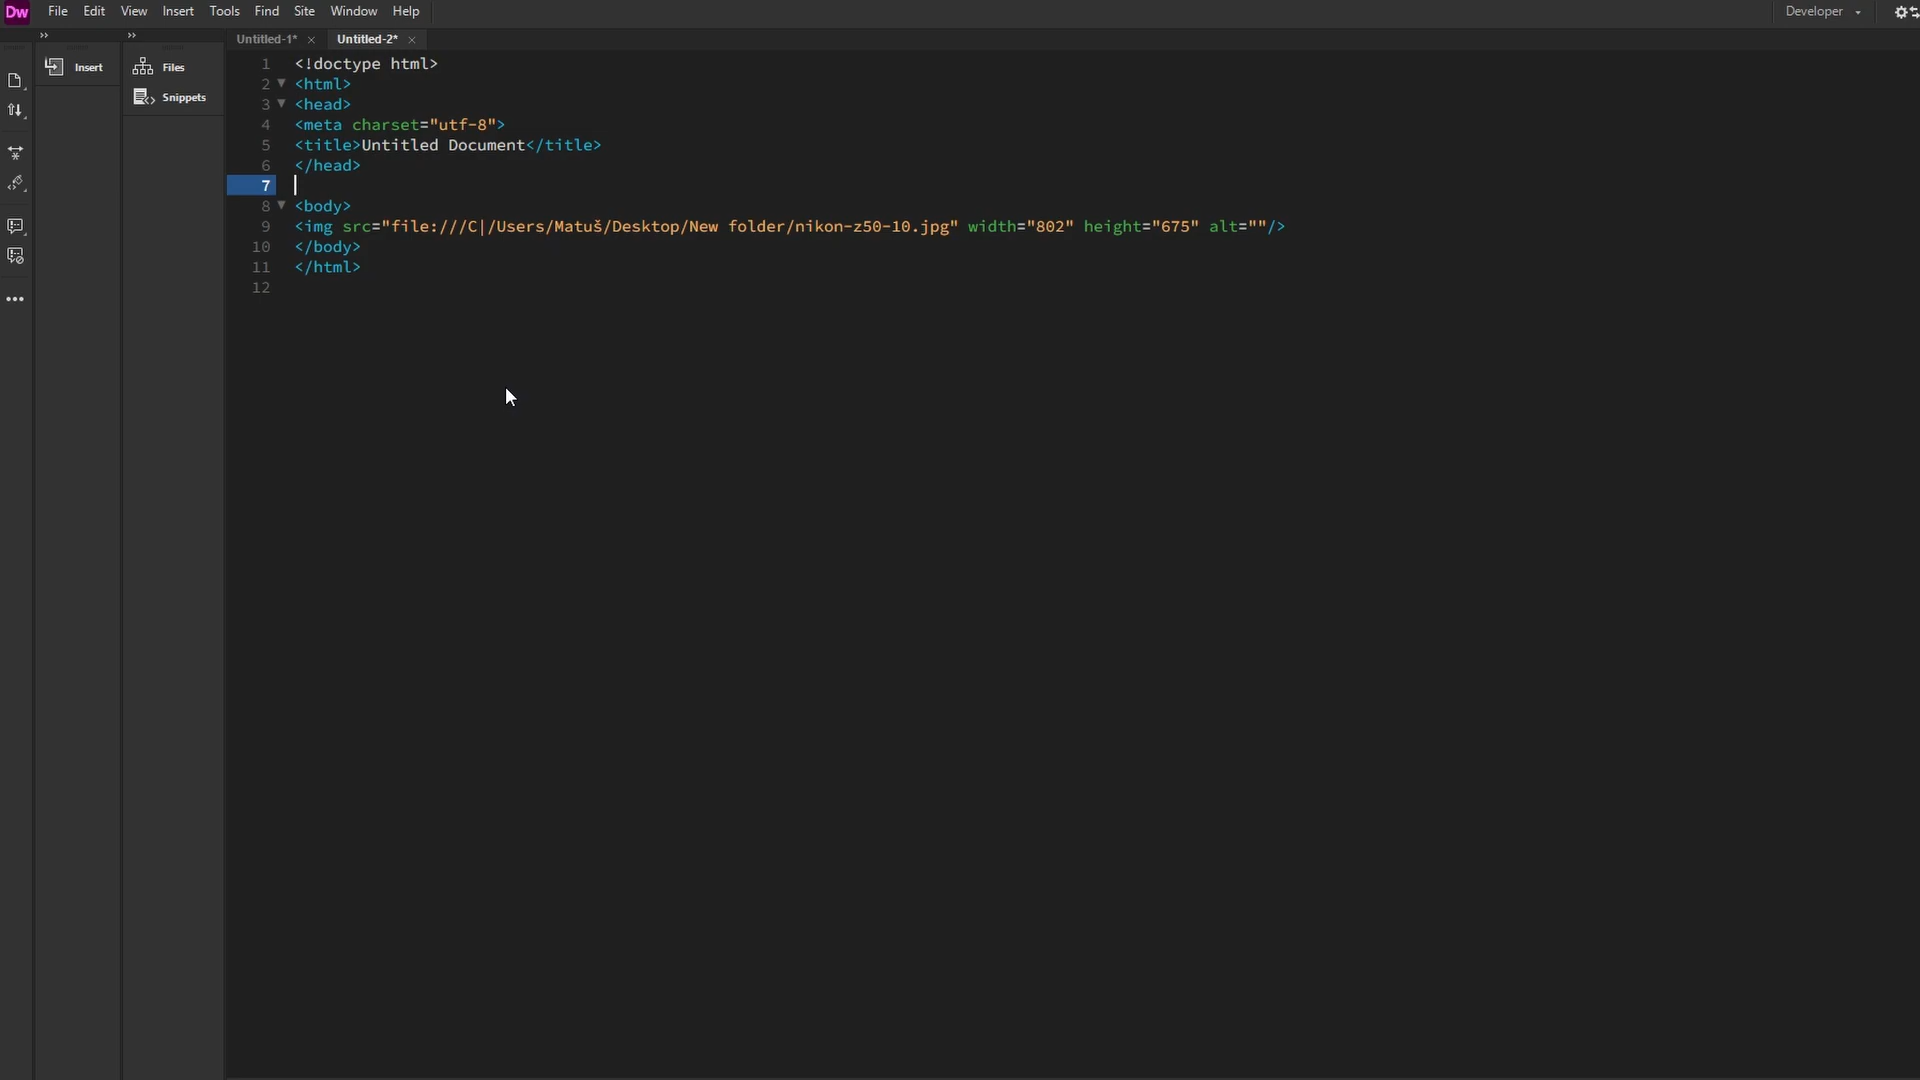 Dw File Edit View Insert Tools Find Site Window Help Developer
Untitled-1* × Untitled-2* ×
Insert
Files
Snippets
1 <!doctype html>
2 <html>
3 <head>
4 <meta charset="utf-8">
5 <title>Untitled Document</title>
6 </head>
7
8 <body>
9 <img src="file:///C|/Users/Matuš/Desktop/New folder/nikon-z50-10.jpg" width="802" height="675" alt=""/>
10 </body>
11 </html>
12